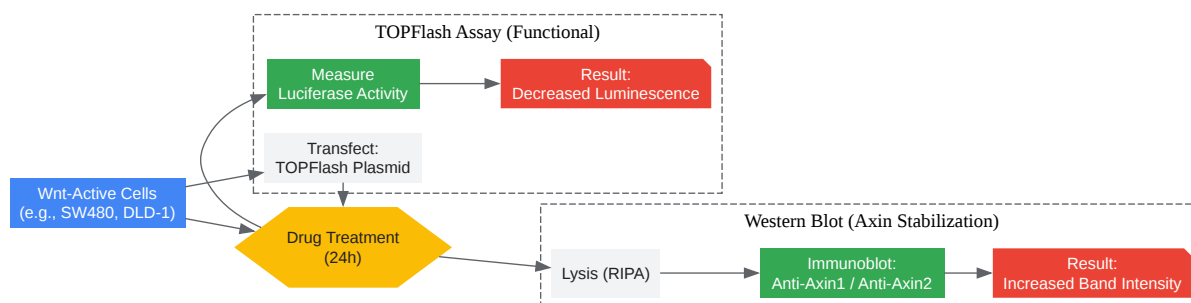 TOPFlash Assay (Functional)
Measure
Luciferase Activity
Result:
Decreased Luminescence
Transfect:
TOPFlash Plasmid
Wnt-Active Cells
(e.g., SW480, DLD-1)
Drug Treatment
(24h)
Western Blot (Axin Stabilization)
Lysis (RIPA)
Immunoblot:
Anti-Axin1 / Anti-Axin2
Result:
Increased Band Intensity